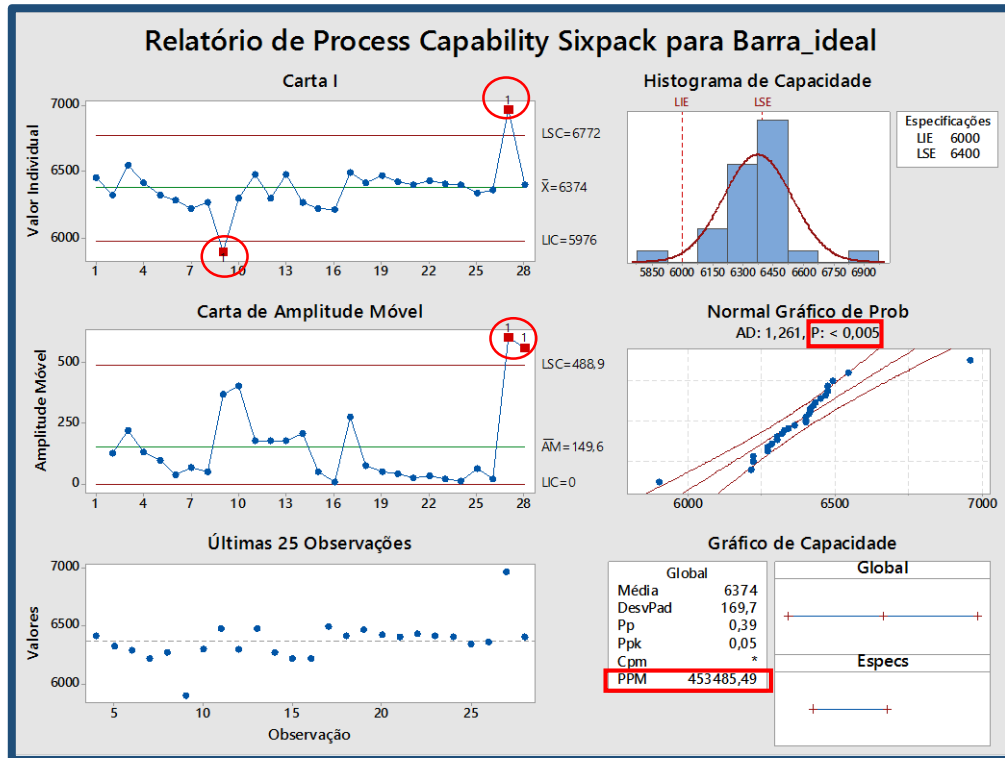 Relatório de Process Capability Sixpack para Barra_ideal
Carta I
Valor Individual
7000
6500
6000
1
1
LSC=6772
X̄=6374
LIC=5976
1 4 7 10 13 16 19 22 25 28
Histograma de Capacidade
LIE LSE
Especificações
LIE 6000
LSE 6400
5850 6000 6150 6300 6450 6600 6750 6900
Carta de Amplitude Móvel
Amplitude Móvel
500
250
0
1
1
LSC=488,9
A̅M̅=149,6
LIC=0
1 4 7 10 13 16 19 22 25 28
Normal Gráfico de Prob
AD: 1,261, P: < 0,005
6000 6500 7000
Últimas 25 Observações
Valores
7000
6500
6000
5 10 15 20 25
Observação
Gráfico de Capacidade
Global
Média 6374
DesvPad 169,7
Pp 0,39
Ppk 0,05
Cpm *
PPM 453485,49
Global
Especs